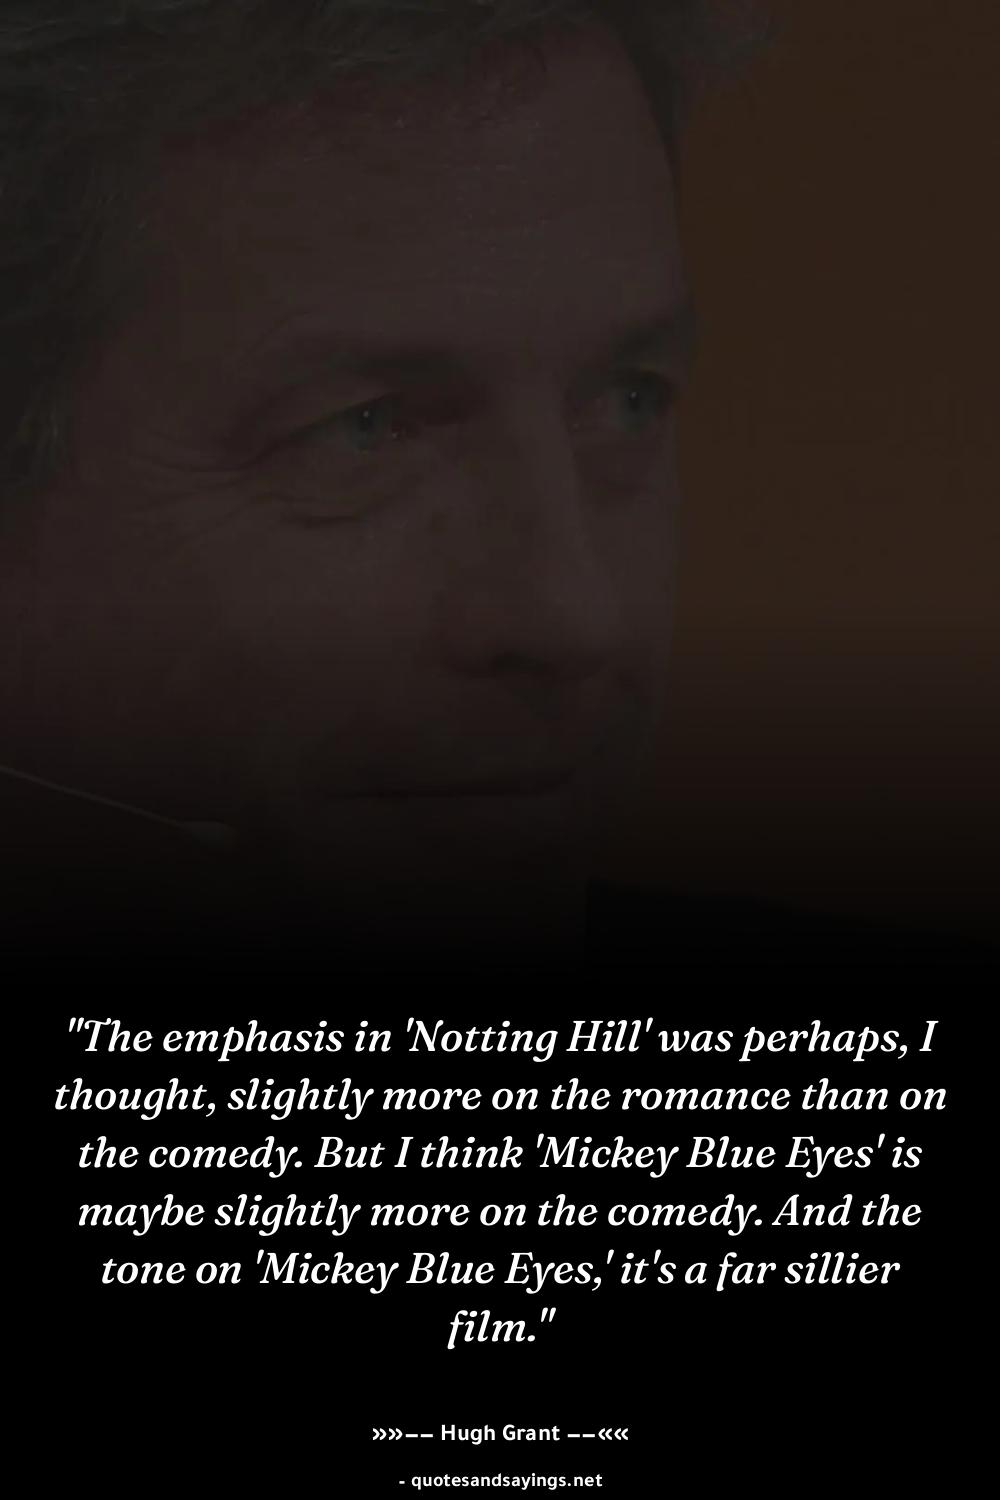 "The emphasis in 'Notting Hill' was perhaps, I
thought, slightly more on the romance than on
the comedy. But I think 'Mickey Blue Eyes' is
maybe slightly more on the comedy. And the
tone on 'Mickey Blue Eyes,' it's a far sillier
film."
»»−− Hugh Grant −−««
- quotesandsayings.net